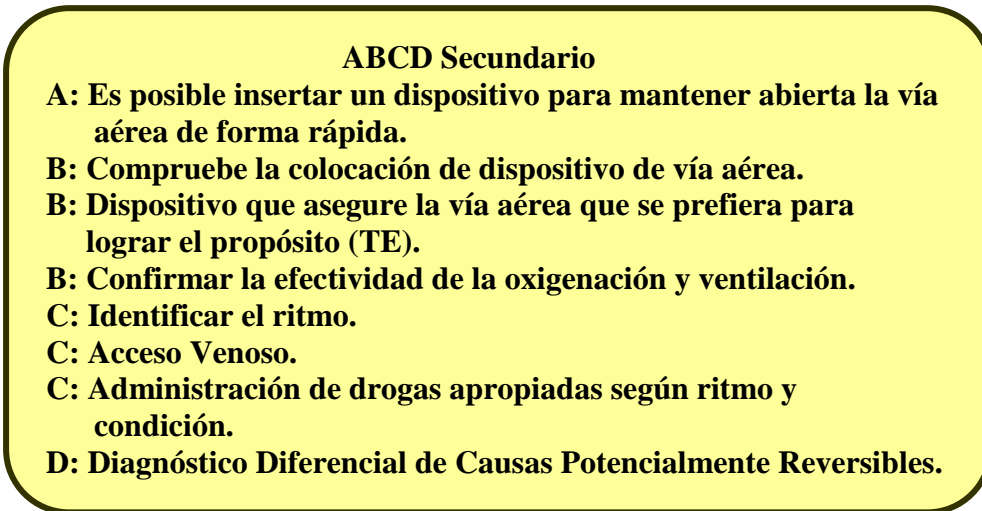 ABCD Secundario
A: Es posible insertar un dispositivo para mantener abierta la vía
aérea de forma rápida.
B: Compruebe la colocación de dispositivo de vía aérea.
B: Dispositivo que asegure la vía aérea que se prefiera para
lograr el propósito (TE).
B: Confirmar la efectividad de la oxigenación y ventilación.
C: Identificar el ritmo.
C: Acceso Venoso.
C: Administración de drogas apropiadas según ritmo y
condición.
D: Diagnóstico Diferencial de Causas Potencialmente Reversibles.